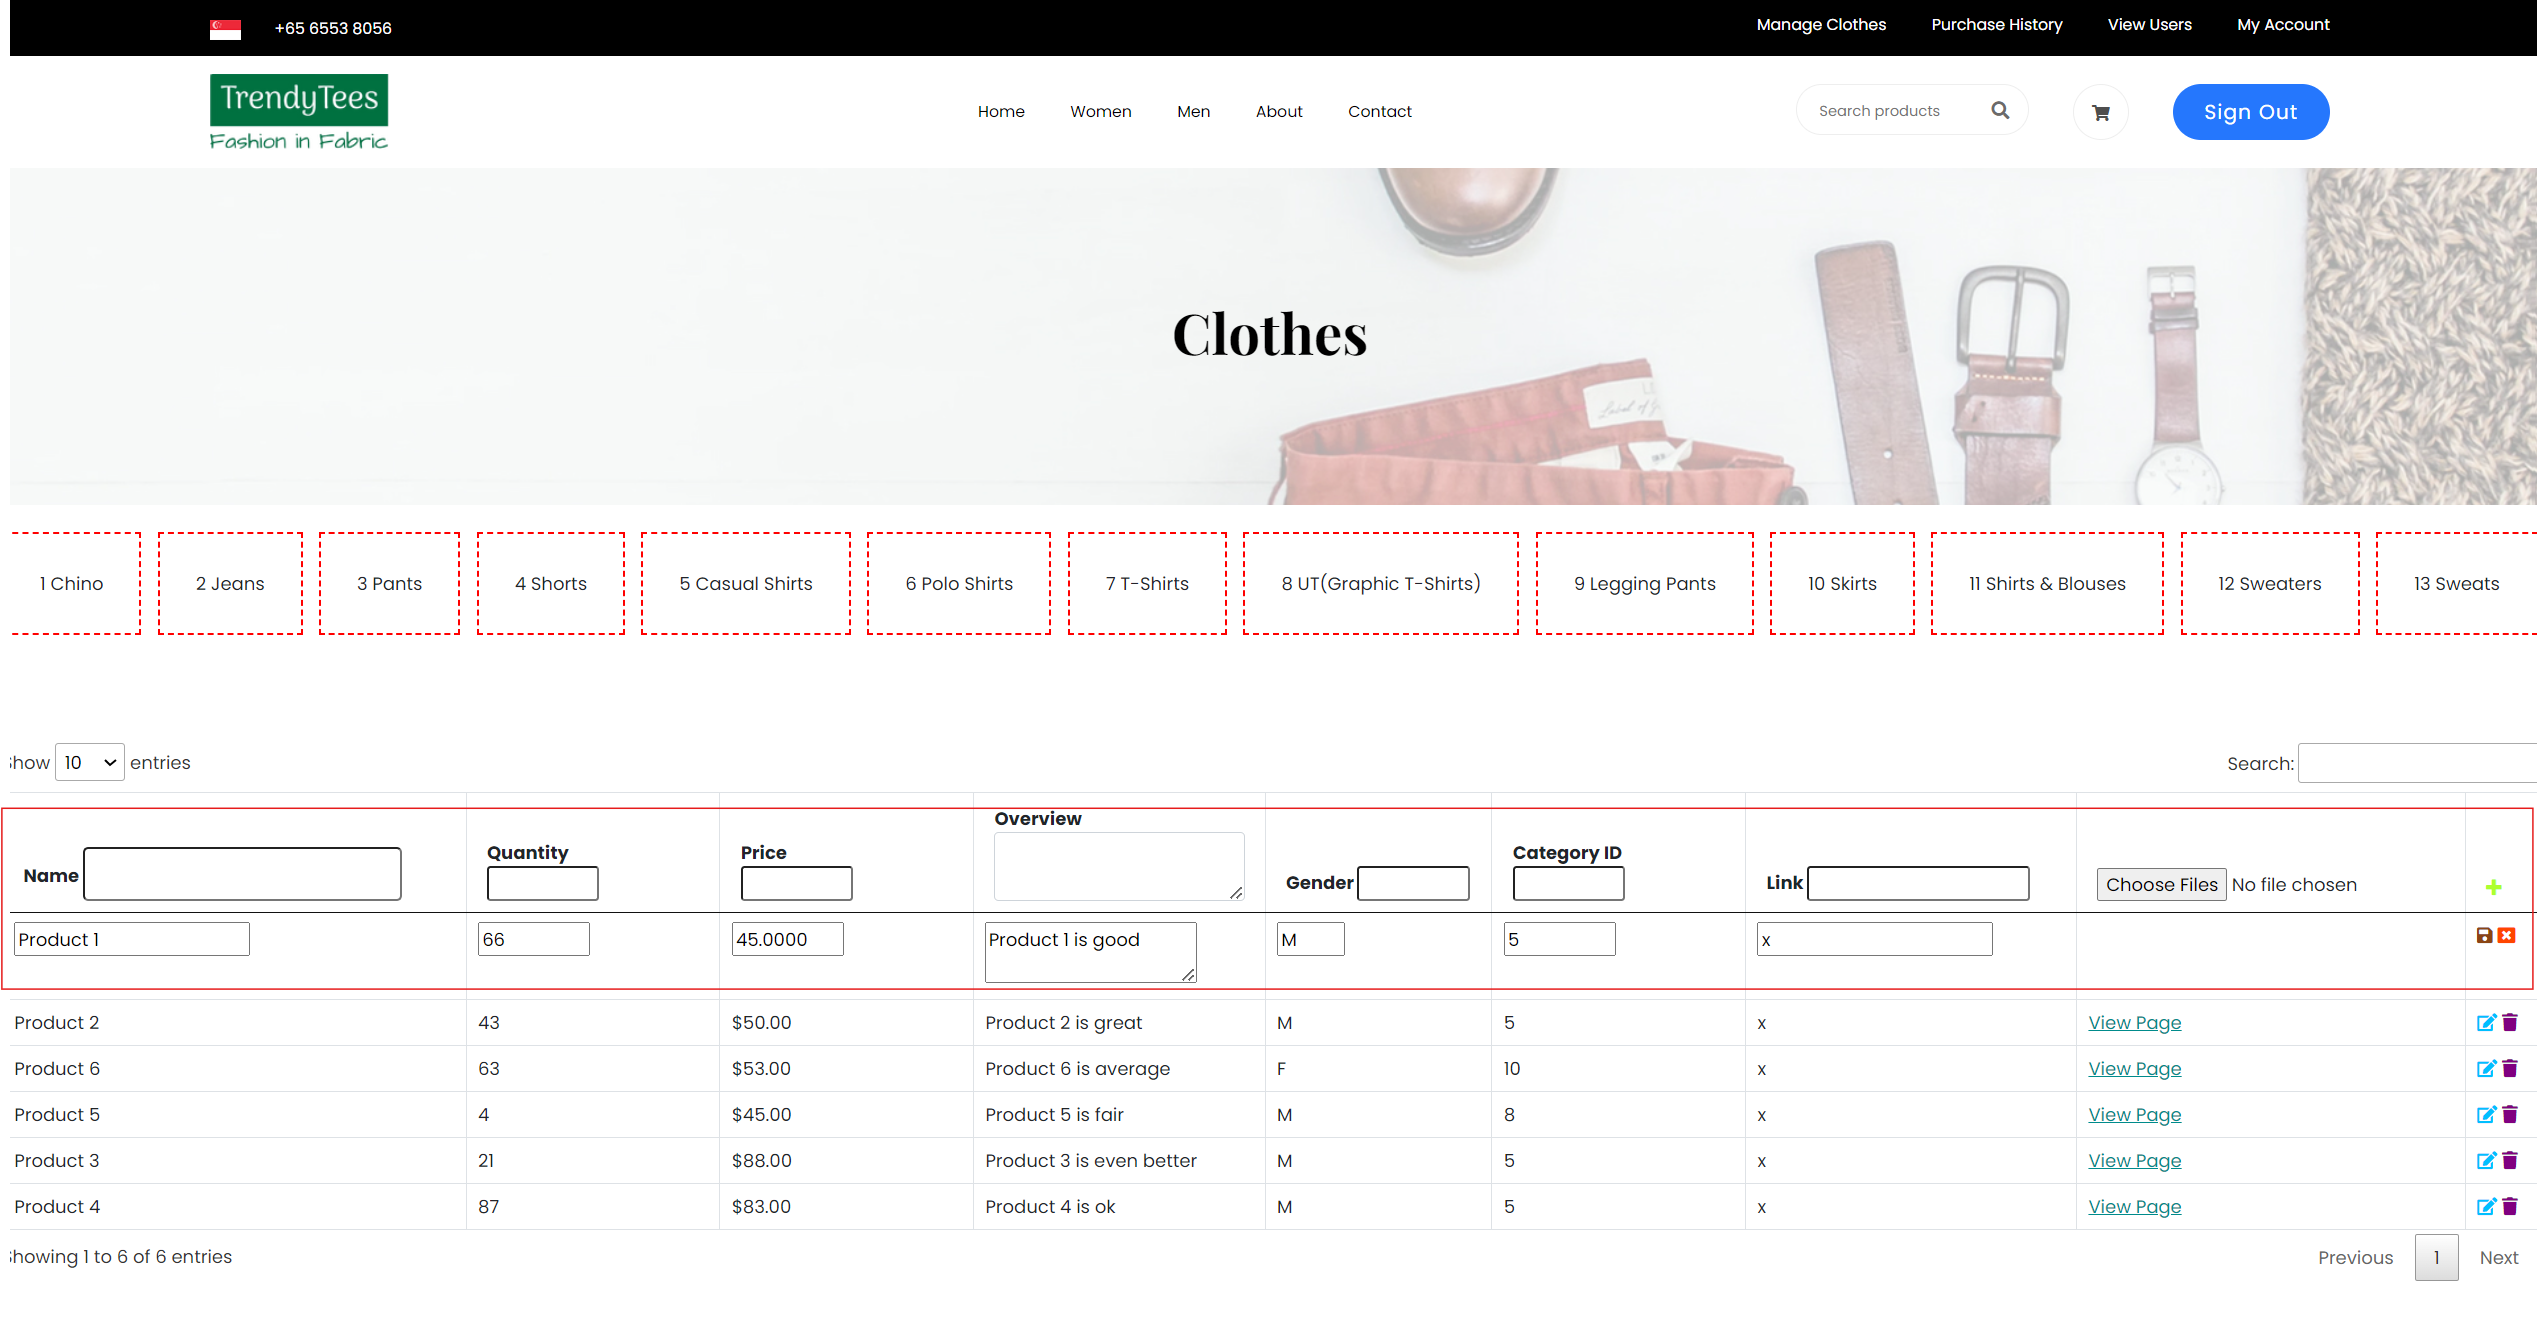 +65 6553 8056 Manage Clothes Purchase History View Users My Account
TrendyTees
Fashion in Fabric
Home Women Men About Contact Search products Sign Out
Clothes
1 Chino 2 Jeans 3 Pants 4 Shorts 5 Casual Shirts 6 Polo Shirts 7 T-Shirts 8 UT(Graphic T-Shirts) 9 Legging Pants 10 Skirts 11 Shirts & Blouses 12 Sweaters 13 Sweats
Show 10 entries Search:
Name Quantity Price Overview Gender Category ID Link Choose Files No file chosen
Product 1 66 45.0000 Product 1 is good M 5 x
Product 2 43 $50.00 Product 2 is great M 5 x View Page
Product 6 63 $53.00 Product 6 is average F 10 x View Page
Product 5 4 $45.00 Product 5 is fair M 8 x View Page
Product 3 21 $88.00 Product 3 is even better M 5 x View Page
Product 4 87 $83.00 Product 4 is ok M 5 x View Page
Showing 1 to 6 of 6 entries Previous 1 Next